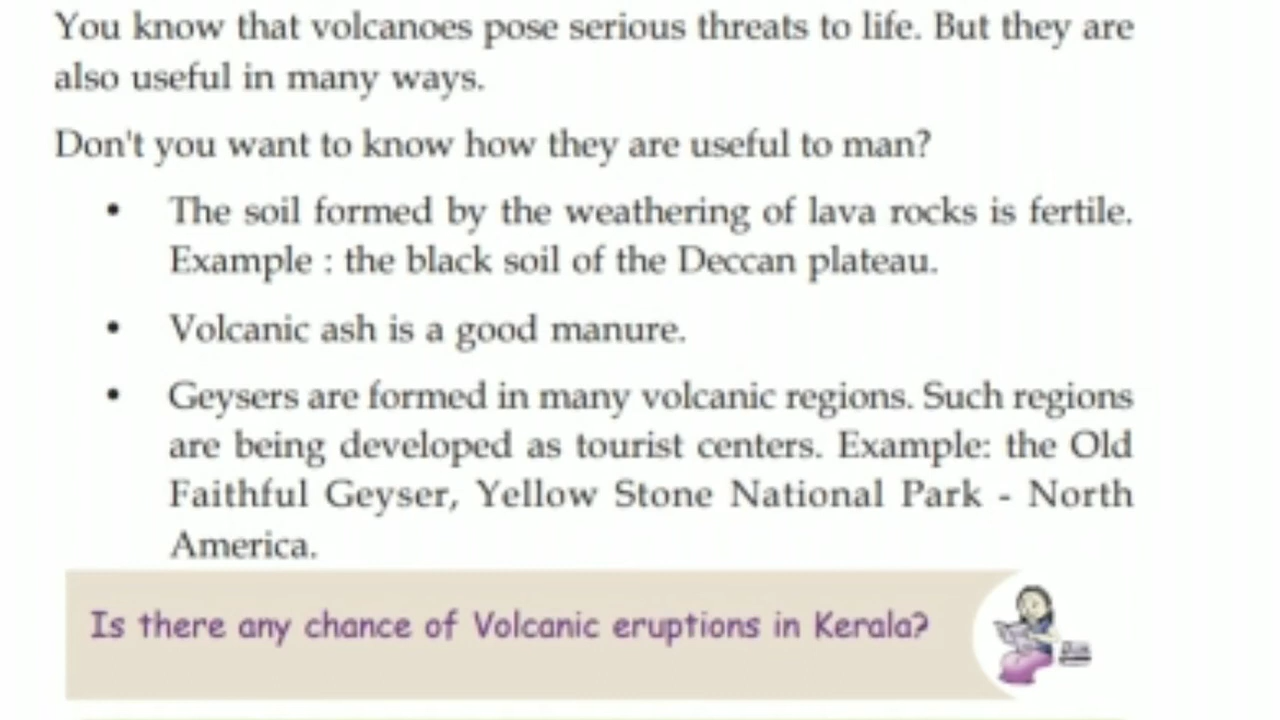 You know that volcanoes pose serious threats to life. But they are
also useful in many ways.
Don't you want to know how they are useful to man?
• The soil formed by the weathering of lava rocks is fertile.
Example : the black soil of the Deccan plateau.
• Volcanic ash is a good manure.
• Geysers are formed in many volcanic regions. Such regions
are being developed as tourist centers. Example: the Old
Faithful Geyser, Yellow Stone National Park - North
America.
Is there any chance of Volcanic eruptions in Kerala?